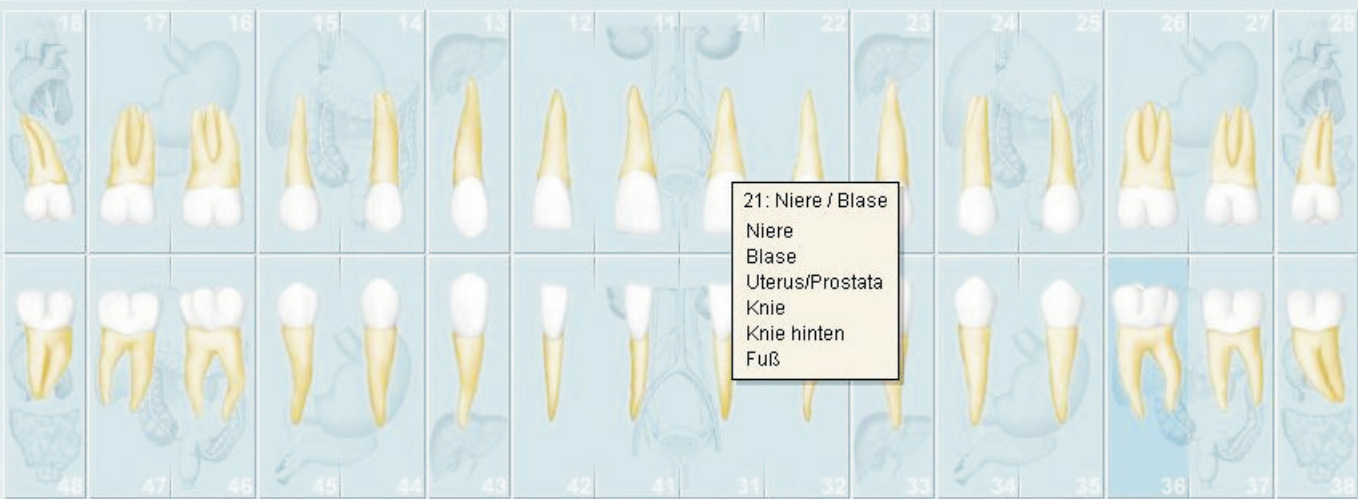 18 17 16 15 14 13 12 11 21 22 23 24 25 26 27 28
21: Niere / Blase
Niere
Blase
Uterus/Prostata
Knie
Knie hinten
Fuß
48 47 46 45 44 43 42 41 31 32 33 34 35 36 37 38